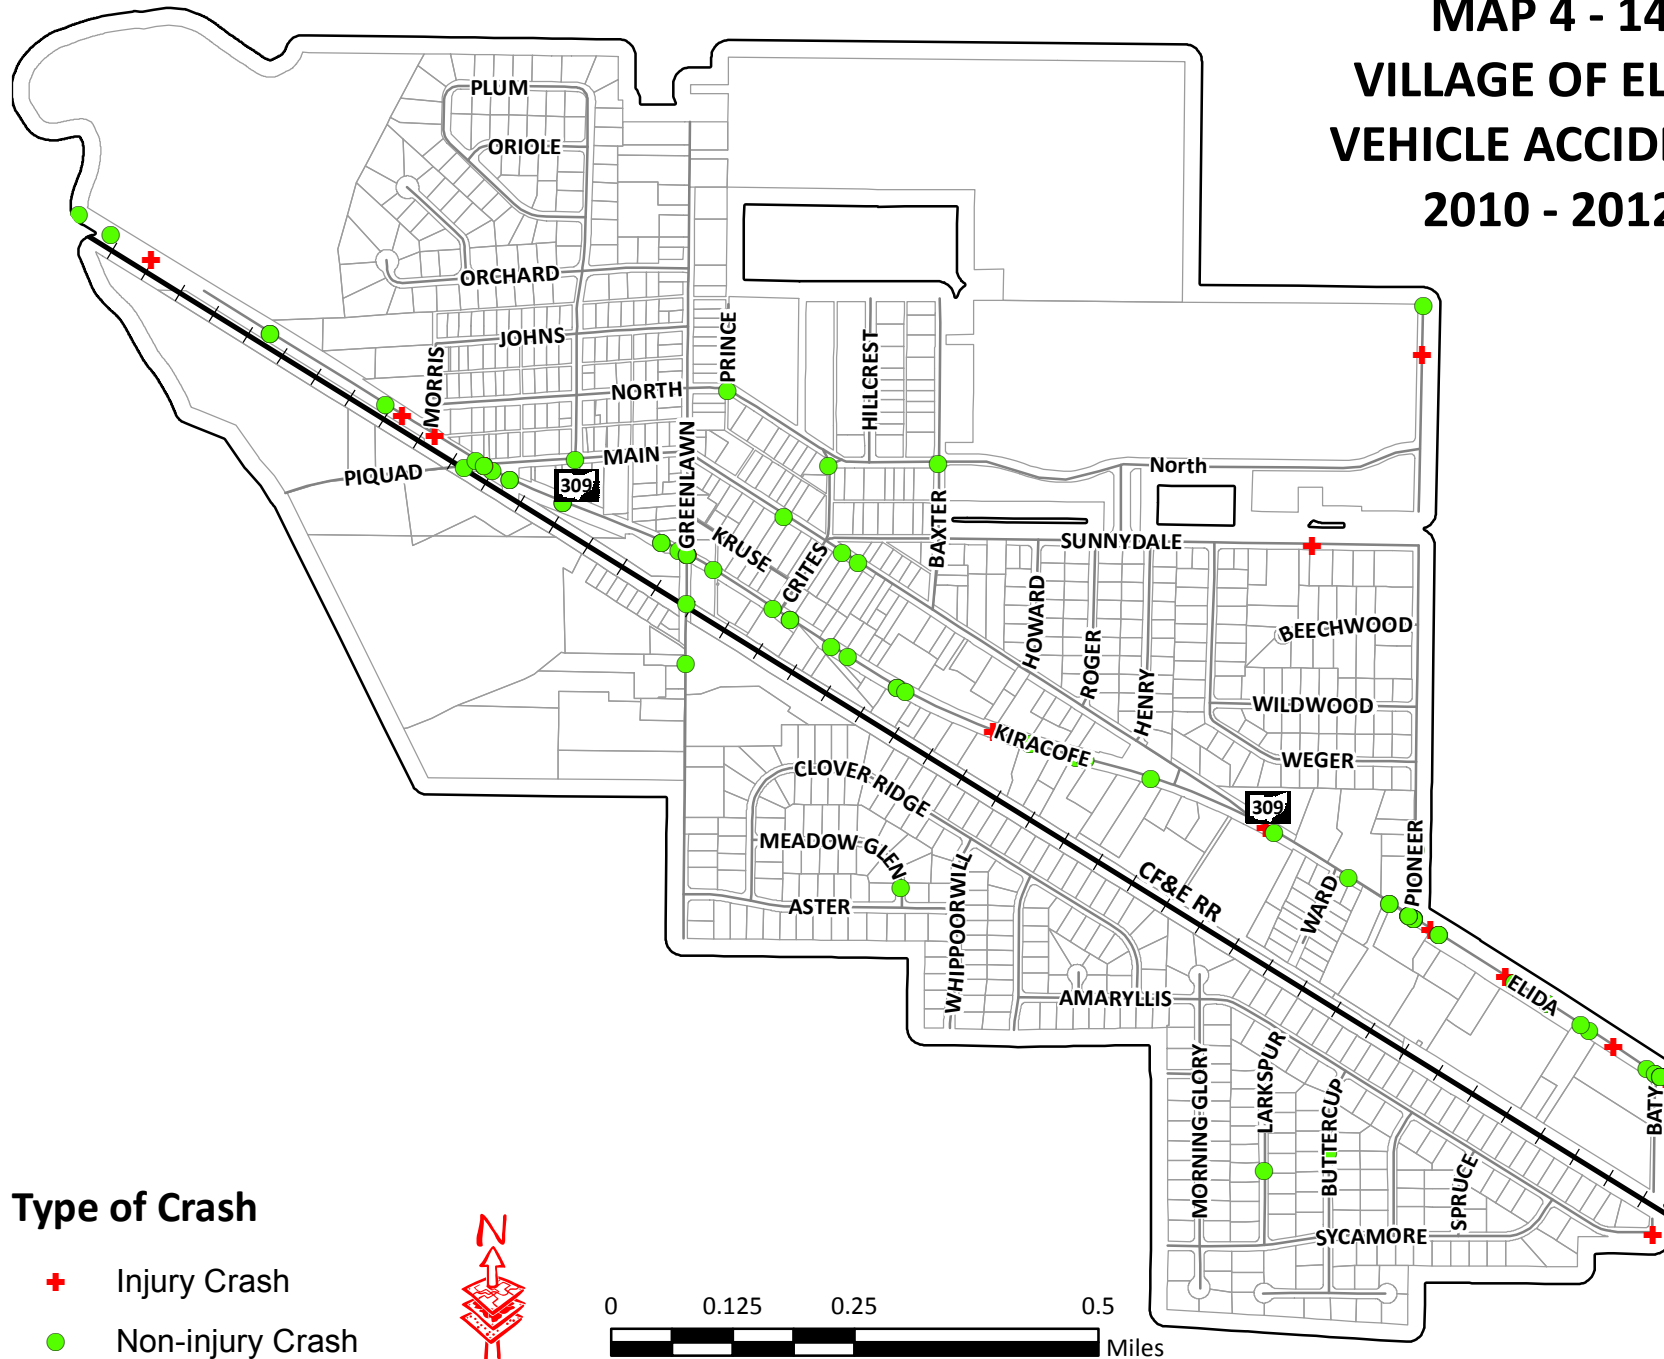 MAP 4 - 14
VILLAGE OF EL
VEHICLE ACCID
2010 - 2012
PLUM
ORIOLE
ORCHARD
JOHNS
MORRIS
NORTH
PRINCE
HILLCREST
MAIN
PIQUAD
309
GREENLAWN
KRUSE
CRITES
BAXTER
North
SUNNYDALE
HOWARD
ROGER
HENRY
BEECHWOOD
WILDWOOD
WEGER
KIRACOFE
309
CLOVER RIDGE
MEADOW GLEN
ASTER
WHIPPOORWILL
CF&E RR
WARD
PIONEER
ELIDA
AMARYLLIS
MORNING GLORY
LARKSPUR
BUTTERCUP
SPRUCE
SYCAMORE
BATY
Type of Crash
Injury Crash
Non-injury Crash
N
0 0.125 0.25 0.5
Miles